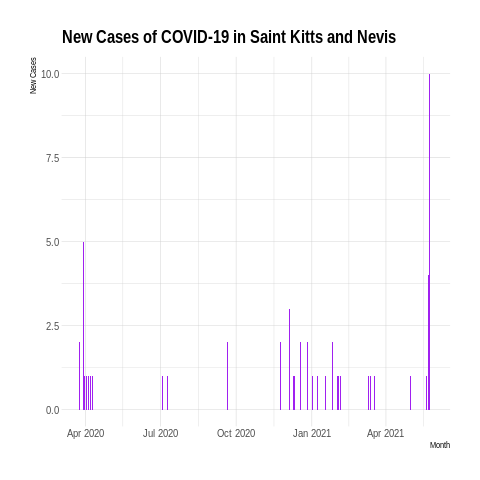 New Cases of COVID-19 in Saint Kitts and Nevis
New Cases
10.0
7.5
5.0
2.5
0.0
Apr 2020 Jul 2020 Oct 2020 Jan 2021 Apr 2021
Month